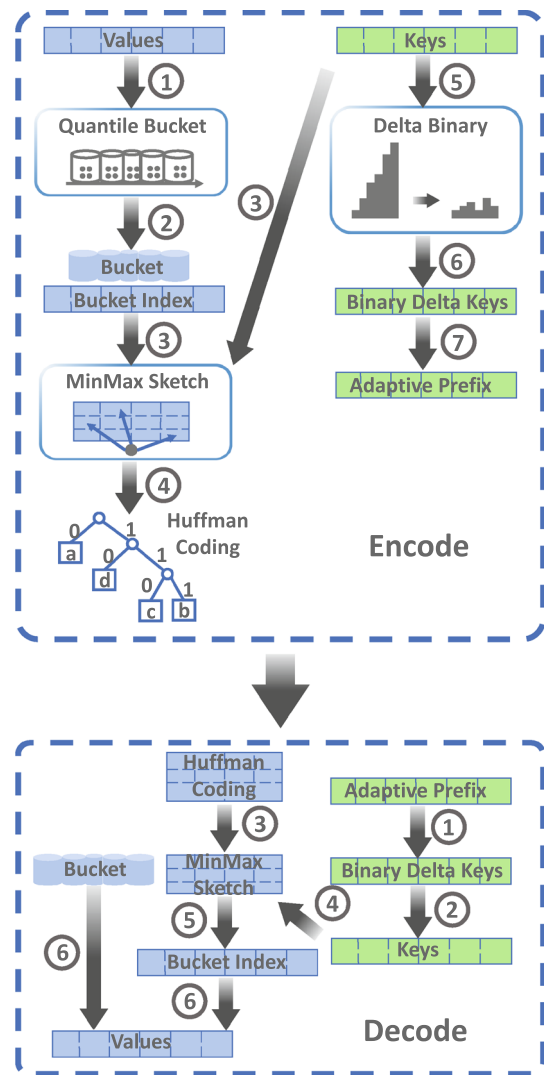 Values
Keys
1
5
Quantile Bucket
Delta Binary
2
3
6
Bucket
Bucket Index
Binary Delta Keys
3
7
MinMax Sketch
Adaptive Prefix
4
Huffman
Coding
0
1
a
0
1
d
0
1
c
b
Encode
Huffman
Coding
Adaptive Prefix
3
1
Bucket
MinMax
Sketch
Binary Delta Keys
4
2
5
6
Keys
Bucket Index
6
Values
Decode